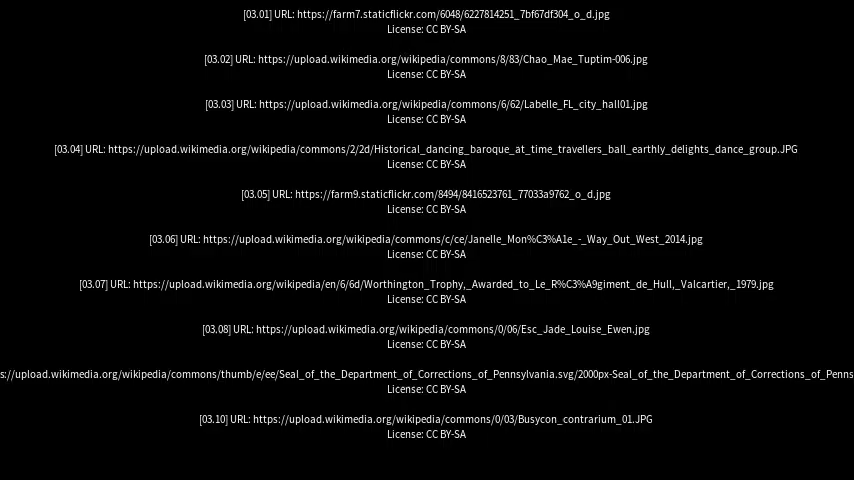 [03.01] URL: https://farm7.staticflickr.com/6048/6227814251_7bf67df304_o_d.jpg
License: CC BY-SA
[03.02] URL: https://upload.wikimedia.org/wikipedia/commons/8/83/Chao_Mae_Tuptim-006.jpg
License: CC BY-SA
[03.03] URL: https://upload.wikimedia.org/wikipedia/commons/6/62/Labelle_FL_city_hall01.jpg
License: CC BY-SA
[03.04] URL: https://upload.wikimedia.org/wikipedia/commons/2/2d/Historical_dancing_baroque_at_time_travellers_ball_earthly_delights_dance_group.JPG
License: CC BY-SA
[03.05] URL: https://farm9.staticflickr.com/8494/8416523761_77033a9762_o_d.jpg
License: CC BY-SA
[03.06] URL: https://upload.wikimedia.org/wikipedia/commons/c/ce/Janelle_Mon%C3%A1e_-_Way_Out_West_2014.jpg
License: CC BY-SA
[03.07] URL: https://upload.wikimedia.org/wikipedia/en/6/6d/Worthington_Trophy,_Awarded_to_Le_R%C3%A9giment_de_Hull,_Valcartier,_1979.jpg
License: CC BY-SA
[03.08] URL: https://upload.wikimedia.org/wikipedia/commons/0/06/Esc_Jade_Louise_Ewen.jpg
License: CC BY-SA
s://upload.wikimedia.org/wikipedia/commons/thumb/e/ee/Seal_of_the_Department_of_Corrections_of_Pennsylvania.svg/2000px-Seal_of_the_Department_of_Corrections_of_Penns
License: CC BY-SA
[03.10] URL: https://upload.wikimedia.org/wikipedia/commons/0/03/Busycon_contrarium_01.JPG
License: CC BY-SA